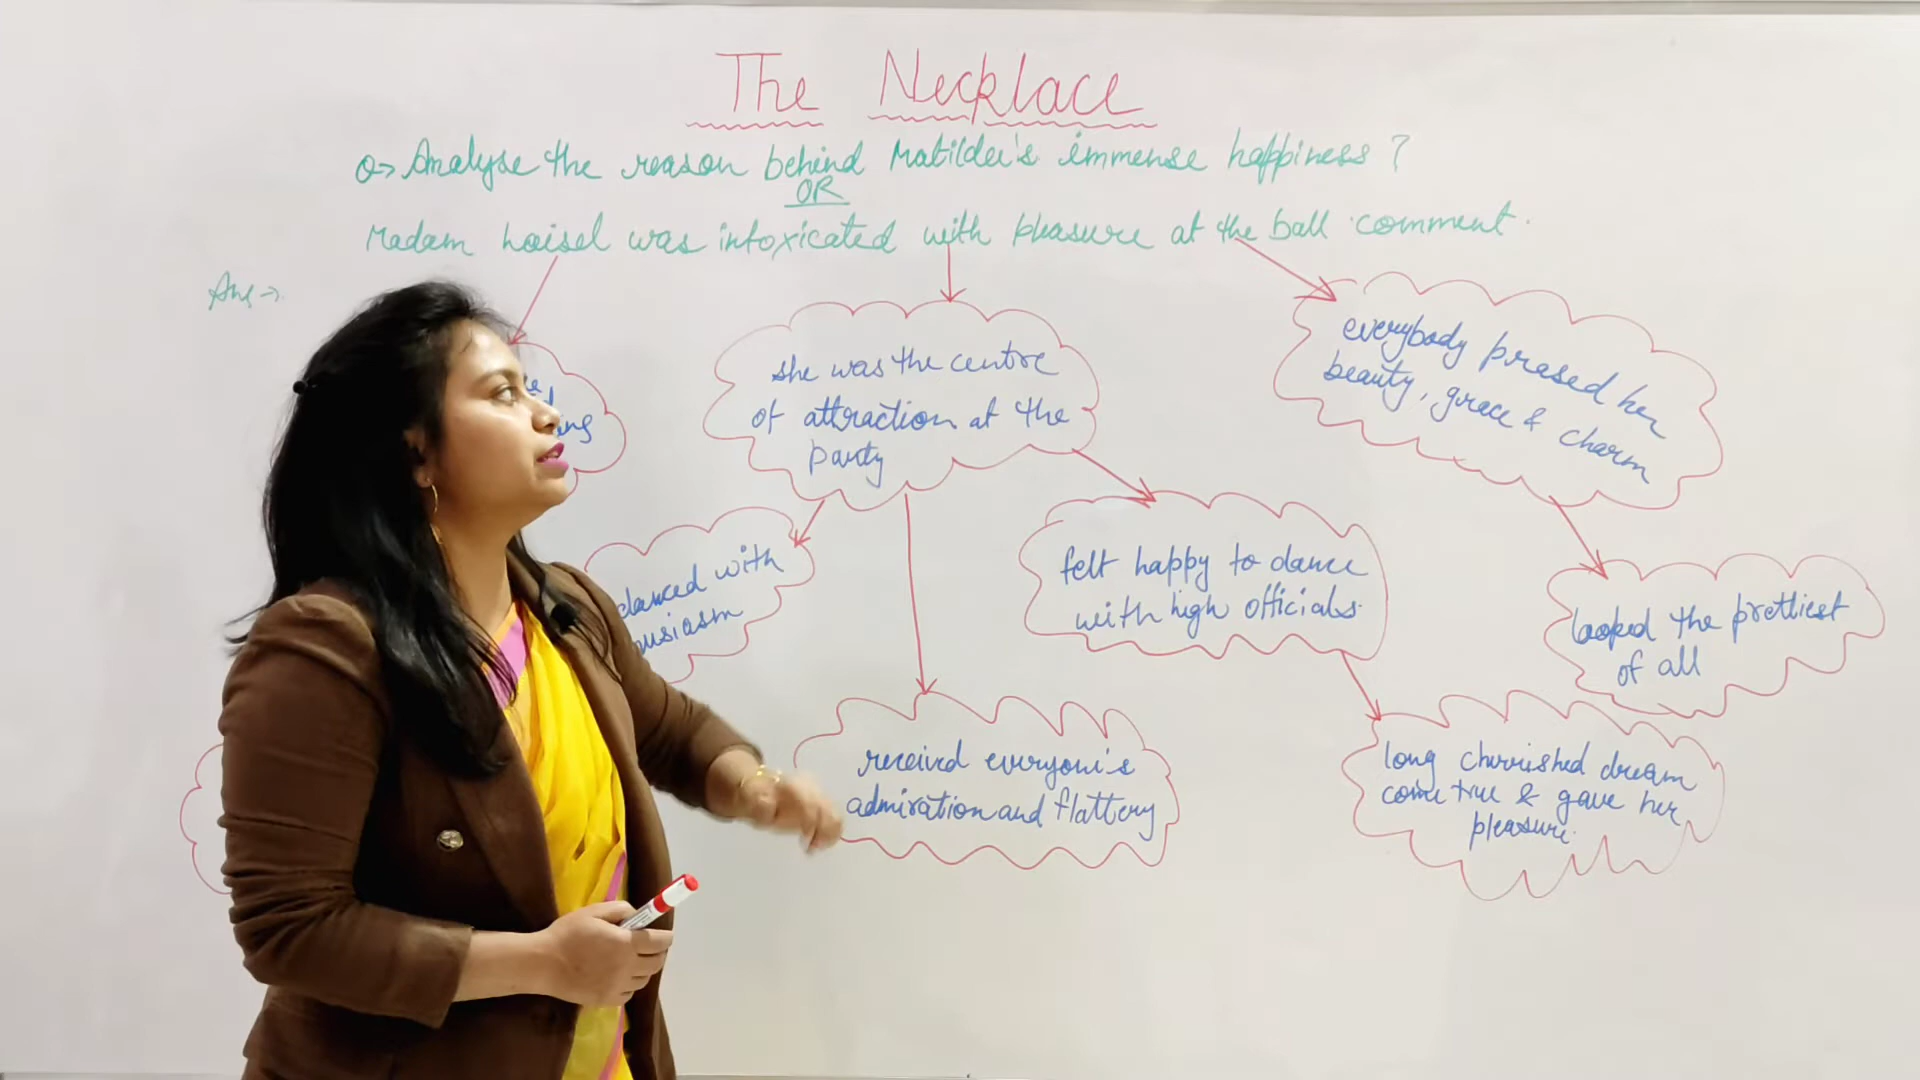 The Necklace
Q→ Analyse the reason behind Matildei's immense happiness?
OR
Madam Loisel was intoxicated with pleasure at the ball comment.
Ans→
she was the centre
of attraction at the
party
everybody prased her
beauty, grace & charm
danced with
felt happy to dance
with high officials.
looked the prettiest
of all
received everyone's
admiration and flattery
long cherished dream
come true & gave her
pleasure.